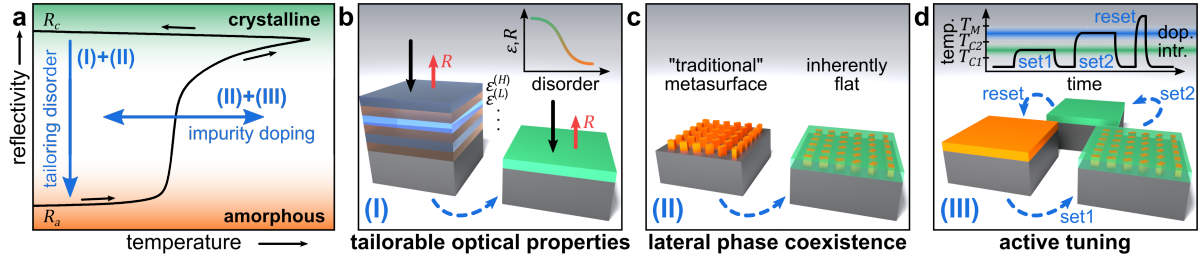 a
R_c
crystalline
(I)+(II)
(II)+(III)
impurity doping
tailoring disorder
reflectivity
R_a
amorphous
temperature
b
R
ε,R
disorder
ε^(H)
ε^(L)
⋮
R
(I)
tailorable optical properties
c
"traditional"
metasurface
inherently
flat
(II)
lateral phase coexistence
d
temp.
T_M
T_C2
T_C1
reset
dop.
intr.
set1
set2
time
reset
set2
(III)
set1
active tuning